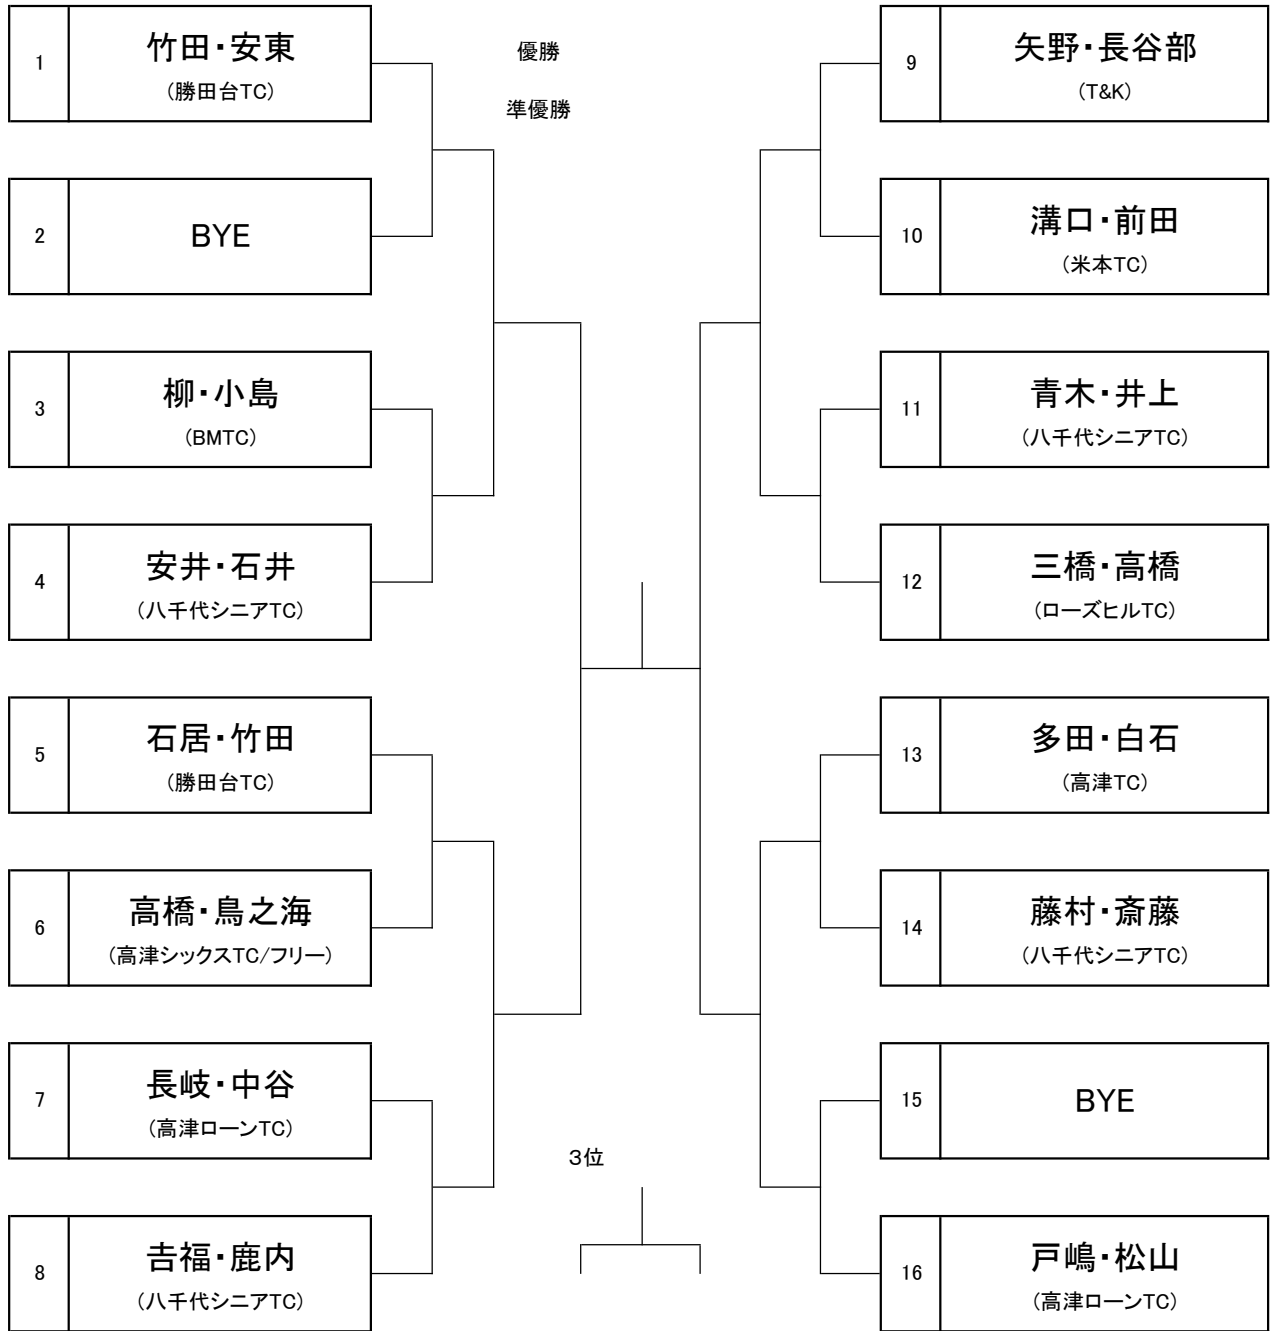 1
竹田・安東
(勝田台TC)
2
BYE
3
柳・小島
(BMTC)
4
安井・石井
(八千代シニアTC)
5
石居・竹田
(勝田台TC)
6
高橋・鳥之海
(高津シックスTC/フリー)
7
長岐・中谷
(高津ローンTC)
8
𠮷福・鹿内
(八千代シニアTC)
優勝
準優勝
3位
9
矢野・長谷部
(T&K)
10
溝口・前田
(米本TC)
11
青木・井上
(八千代シニアTC)
12
三橋・高橋
(ローズヒルTC)
13
多田・白石
(高津TC)
14
藤村・斎藤
(八千代シニアTC)
15
BYE
16
戸嶋・松山
(高津ローンTC)